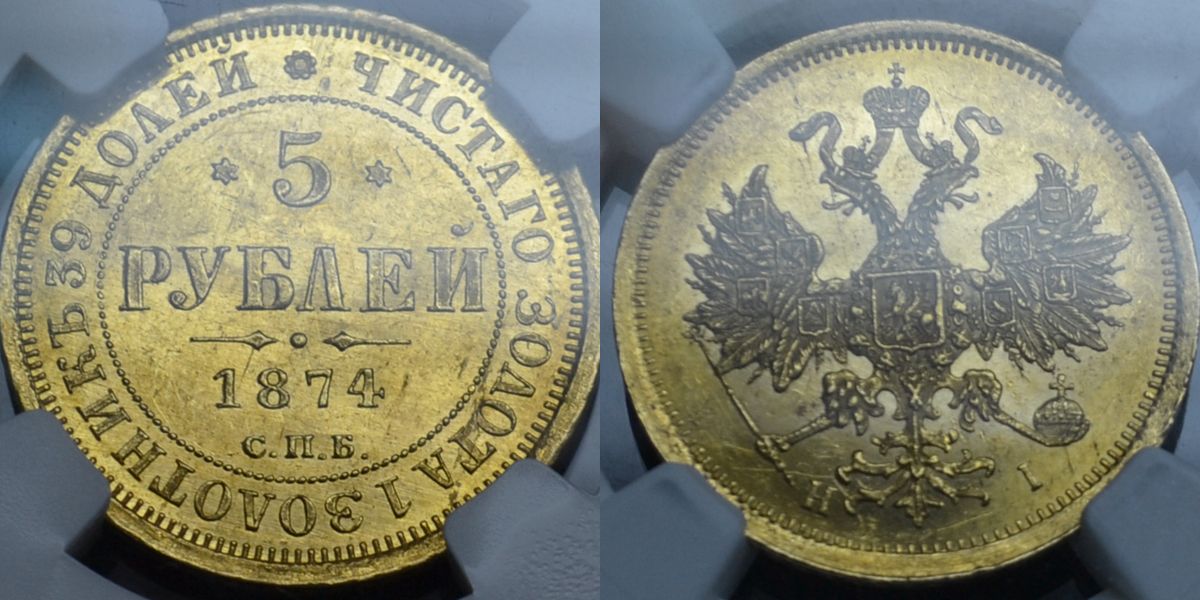 5
РУБЛЕЙ
1874
С.П.Б.
ЧИСТАГО ЗОЛОТА 1 ЗОЛОТНИКЪ 39 ДОЛЕЙ
Н I